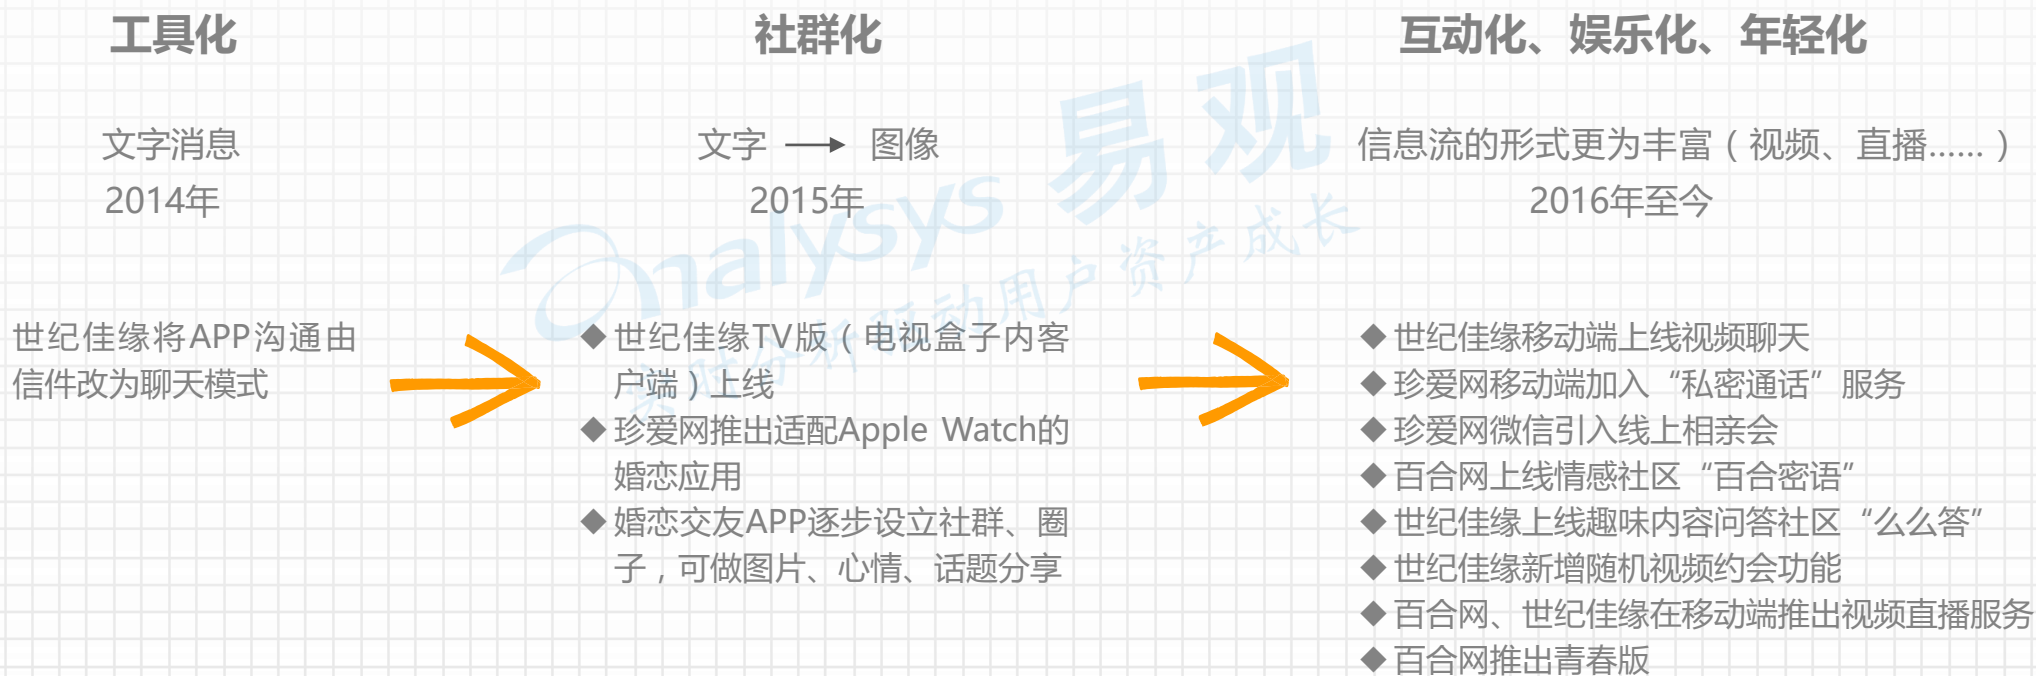 工具化
文字消息
2014年
世纪佳缘将APP沟通由
信件改为聊天模式
社群化
文字 → 图像
2015年
◆世纪佳缘TV版（电视盒子内客
户端）上线
◆珍爱网推出适配Apple Watch的
婚恋应用
◆婚恋交友APP逐步设立社群、圈
子，可做图片、心情、话题分享
互动化、娱乐化、年轻化
信息流的形式更为丰富（视频、直播......）
2016年至今
◆世纪佳缘移动端上线视频聊天
◆珍爱网移动端加入“私密通话”服务
◆珍爱网微信引入线上相亲会
◆百合网上线情感社区“百合密语”
◆世纪佳缘上线趣味内容问答社区“么么答”
◆世纪佳缘新增随机视频约会功能
◆百合网、世纪佳缘在移动端推出视频直播服务
◆百合网推出青春版
Analysys 易观
实时分析驱动用户资产成长